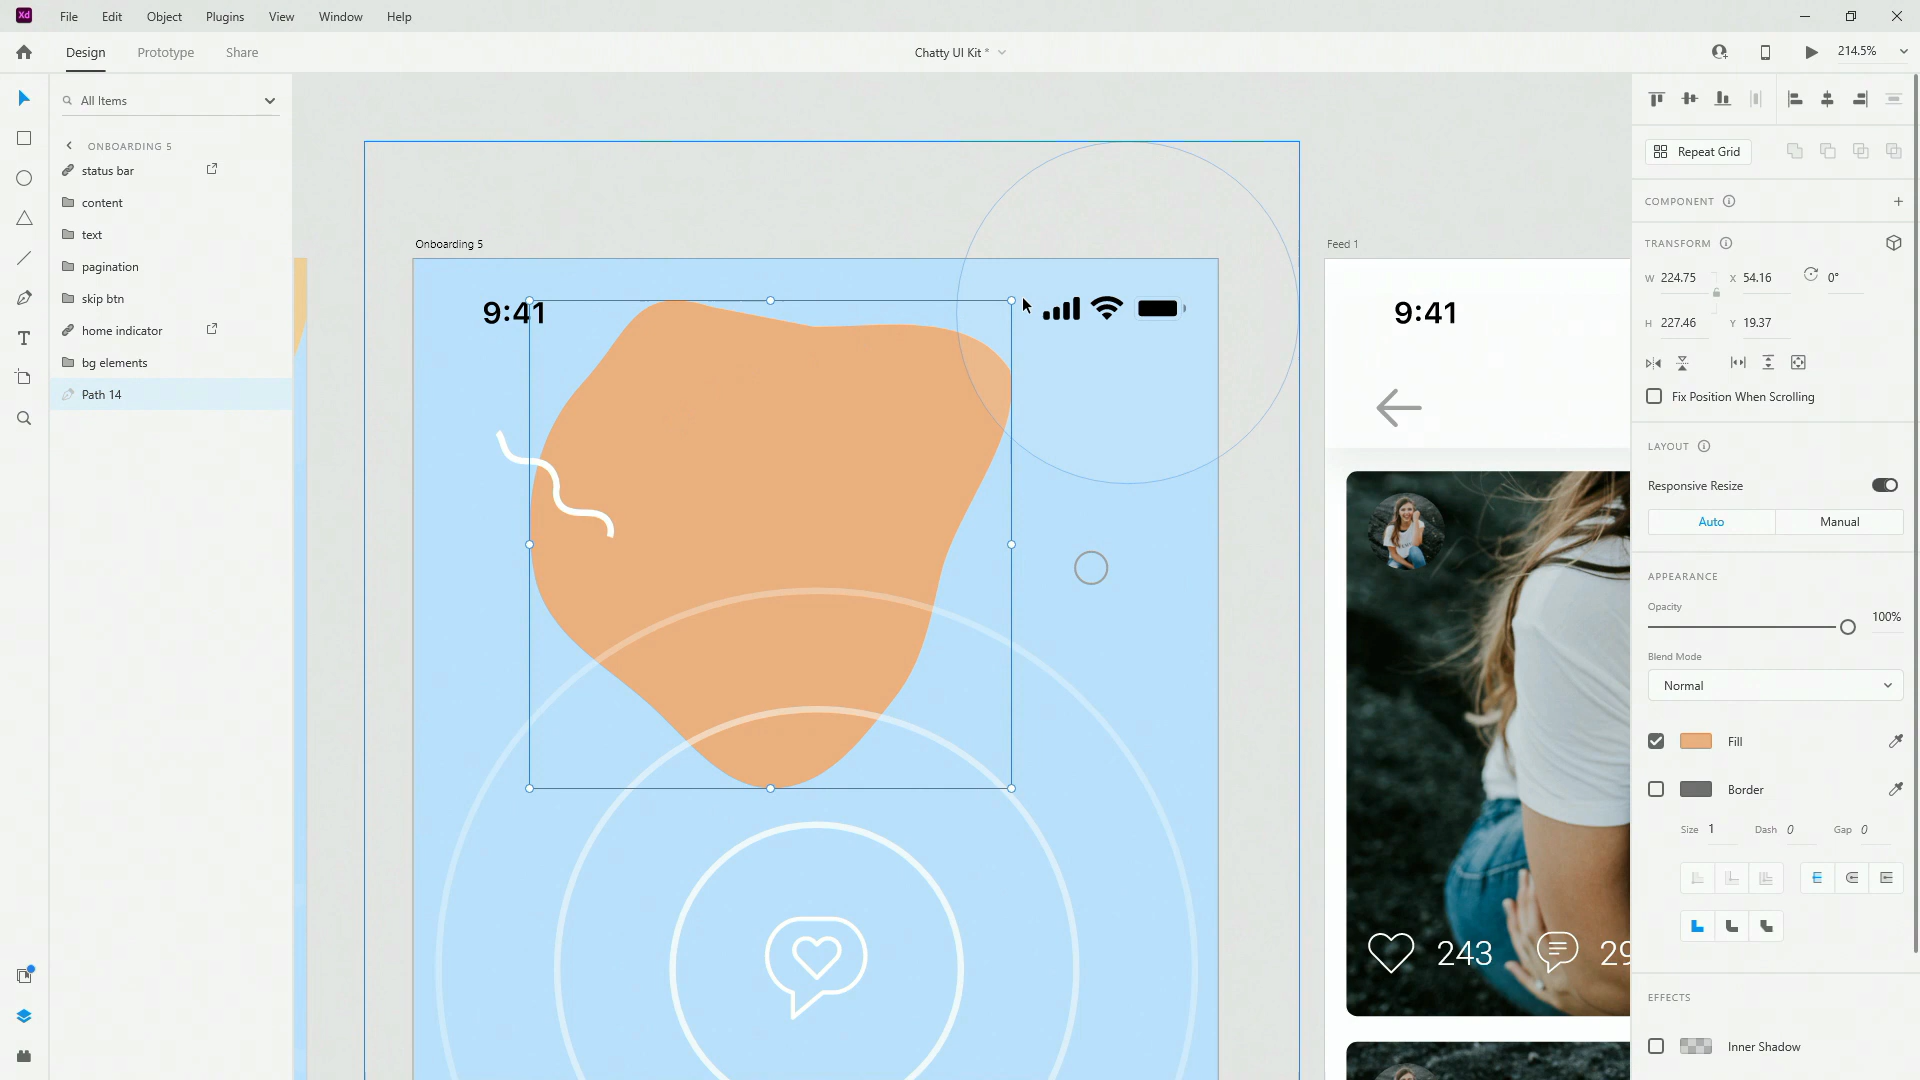 Xd File Edit Object Plugins View Window Help
Design Prototype Share Chatty UI Kit * 214.5%
All Items
ONBOARDING 5
status bar
content
text
pagination
skip btn
home indicator
bg elements
Path 14
Onboarding 5
9:41
Feed 1
9:41
243
29
Repeat Grid
COMPONENT
TRANSFORM
W 224.75 X 54.16 0°
H 227.46 Y 19.37
Fix Position When Scrolling
LAYOUT
Responsive Resize
Auto Manual
APPEARANCE
Opacity
100%
Blend Mode
Normal
Fill
Border
Size 1 Dash 0 Gap 0
EFFECTS
Inner Shadow